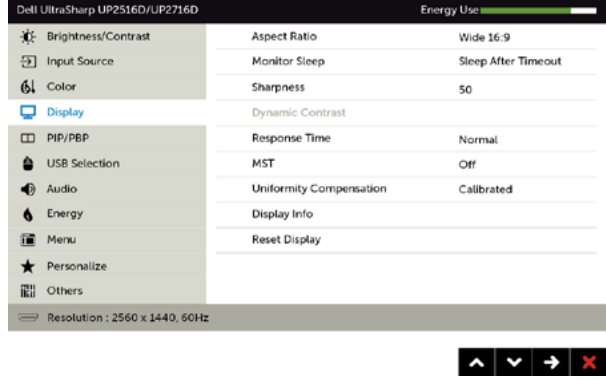 Dell UltraSharp UP2516D/UP2716D Energy Use
Brightness/Contrast Aspect Ratio Wide 16:9
Input Source Monitor Sleep Sleep After Timeout
Color Sharpness 50
Display Dynamic Contrast
PIP/PBP Response Time Normal
USB Selection MST Off
Audio Uniformity Compensation Calibrated
Energy Display Info
Menu Reset Display
Personalize
Others
Resolution : 2560 x 1440, 60Hz